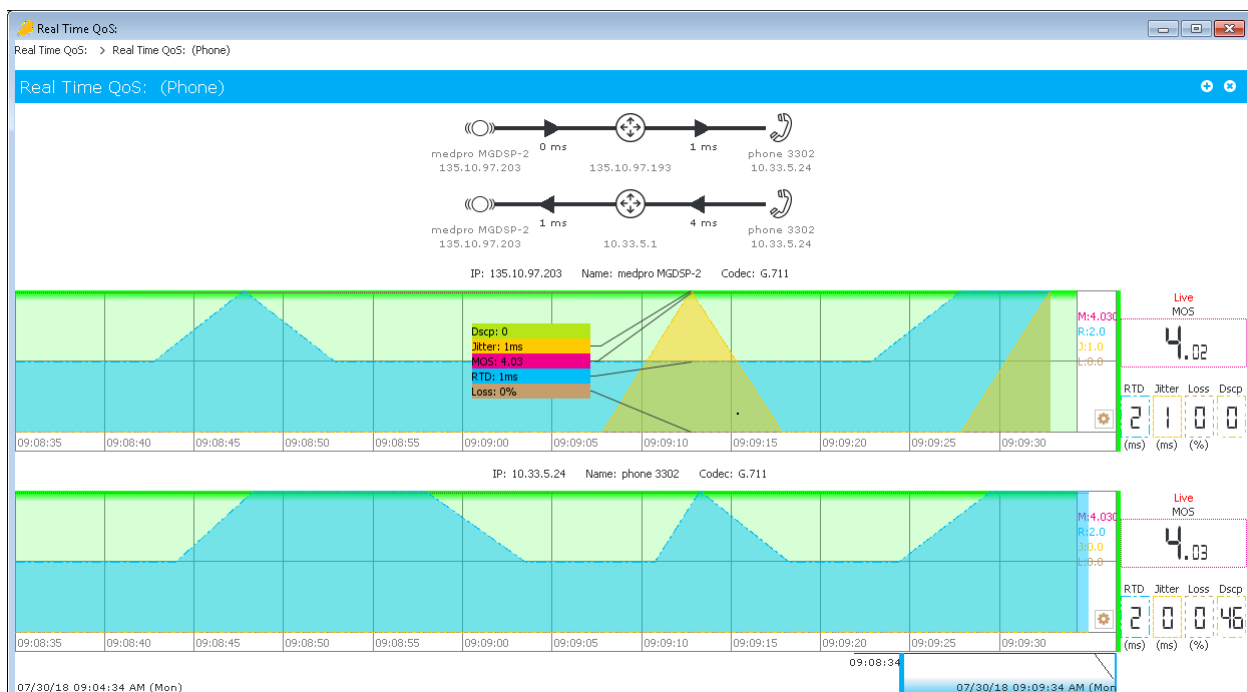 Real Time QoS:
Real Time QoS: > Real Time QoS: (Phone)
Real Time QoS: (Phone)
0 ms 1 ms
medpro MGDSP-2 phone 3302
135.10.97.203 135.10.97.193 10.33.5.24
1 ms 4 ms
medpro MGDSP-2 phone 3302
135.10.97.203 10.33.5.1 10.33.5.24
IP: 135.10.97.203 Name: medpro MGDSP-2 Codec: G.711
Live
MOS
4.02
M:4.030
R:2.0
J:1.0
L:0.0
Dscp: 0
Jitter: 1ms
MOS: 4.03
RTD: 1ms
Loss: 0%
RTD Jitter Loss Dscp
2 1 0 0
(ms) (ms) (%)
09:08:35 09:08:40 09:08:45 09:08:50 09:08:55 09:09:00 09:09:05 09:09:10 09:09:15 09:09:20 09:09:25 09:09:30
IP: 10.33.5.24 Name: phone 3302 Codec: G.711
Live
MOS
4.03
M:4.030
R:2.0
J:0.0
L:0.0
RTD Jitter Loss Dscp
2 0 0 46
(ms) (ms) (%)
09:08:35 09:08:40 09:08:45 09:08:50 09:08:55 09:09:00 09:09:05 09:09:10 09:09:15 09:09:20 09:09:25 09:09:30
09:08:34
07/30/18 09:04:34 AM (Mon) 07/30/18 09:09:34 AM (Mon